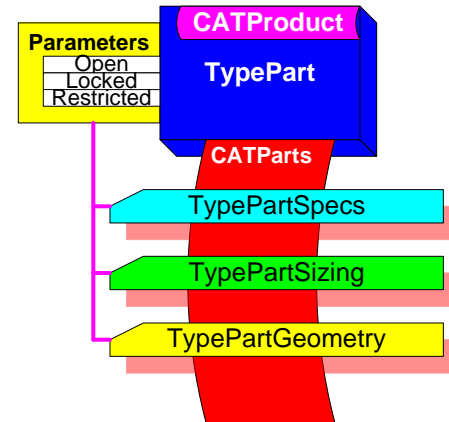 CATProduct
Parameters
Open
Locked
Restricted
TypePart
CATParts
TypePartSpecs
TypePartSizing
TypePartGeometry